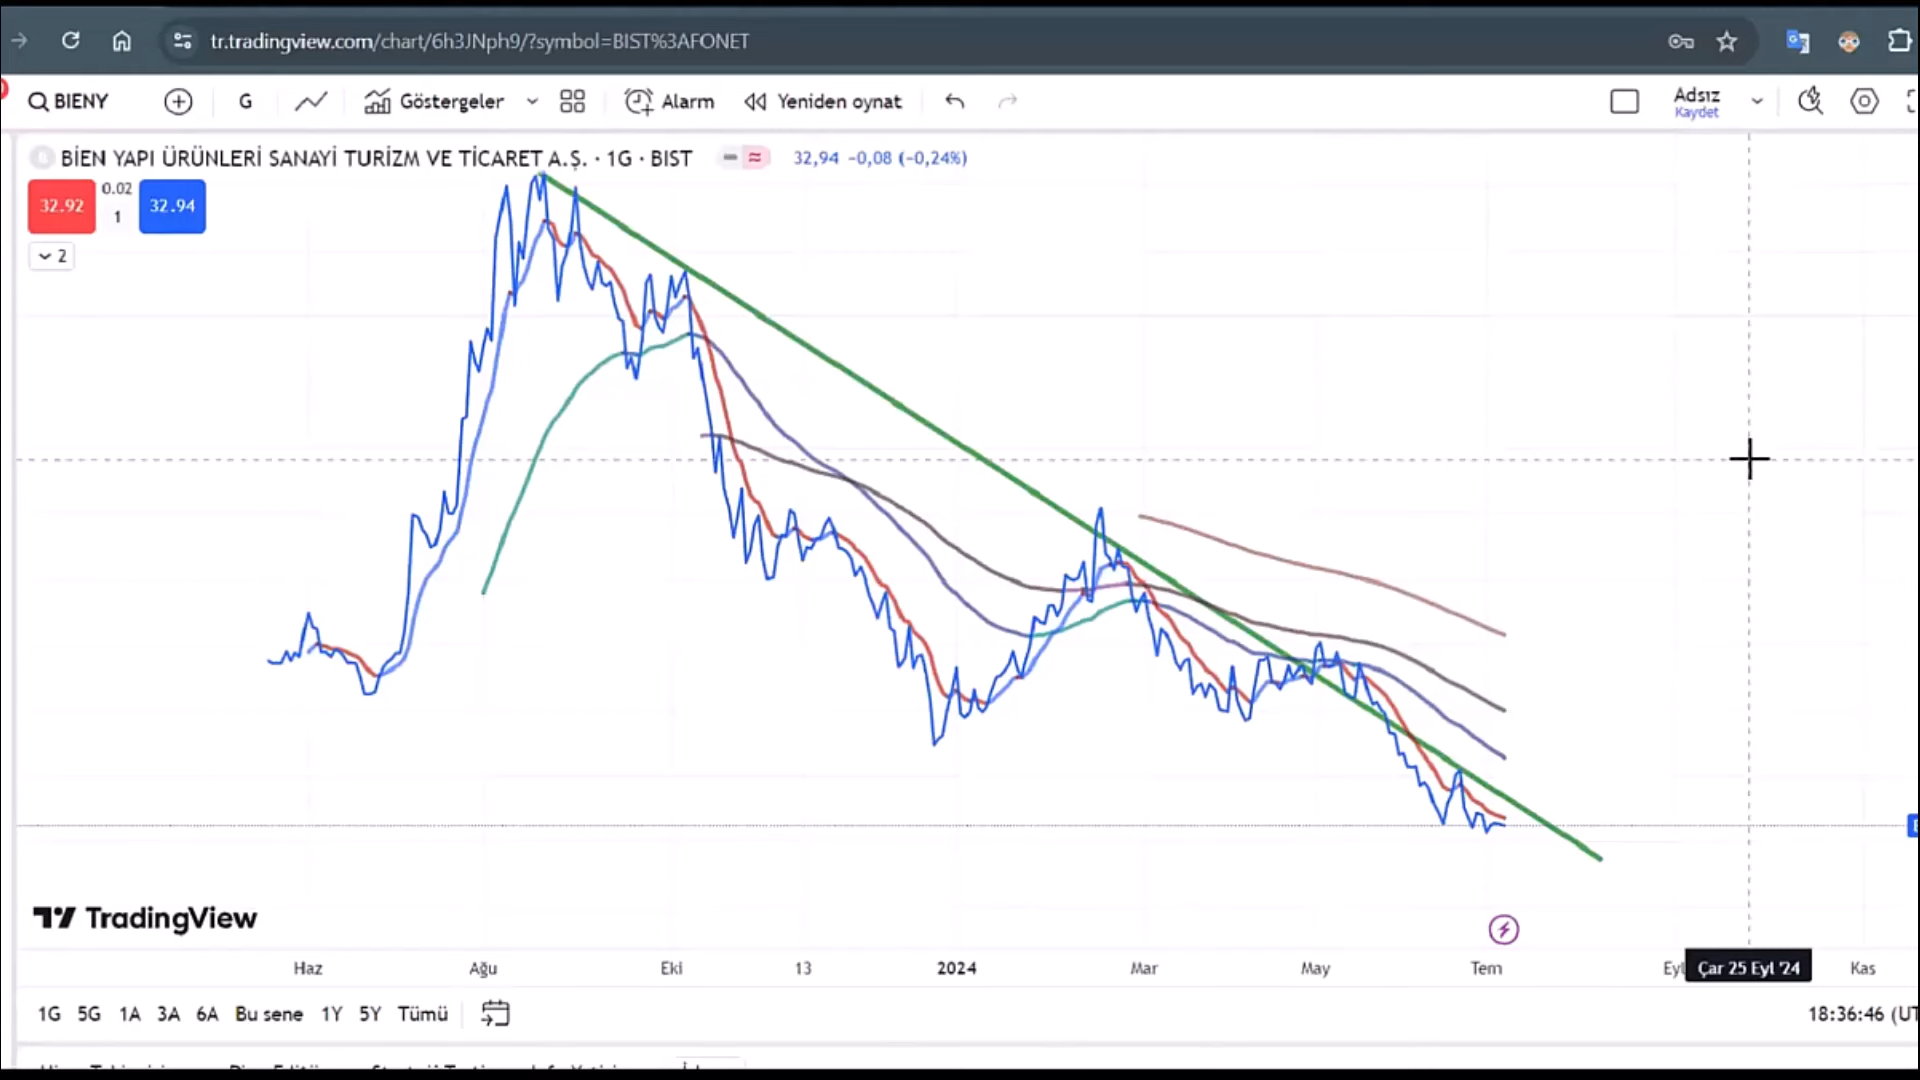 tr.tradingview.com/chart/6h3JNph9/?symbol=BIST%3AFONET
BIENY
G
Göstergeler
Alarm
Yeniden oynat
Adsız
Kaydet
BİEN YAPI ÜRÜNLERİ SANAYİ TURİZM VE TİCARET A.Ş. · 1G · BIST
32,94 −0,08 (−0,24%)
32.92
0.02
1
32.94
2
TradingView
Haz
Ağu
Eki
13
2024
Mar
May
Tem
Eyl
Çar 25 Eyl '24
Kas
1G 5G 1A 3A 6A Bu sene 1Y 5Y Tümü
18:36:46 (UT